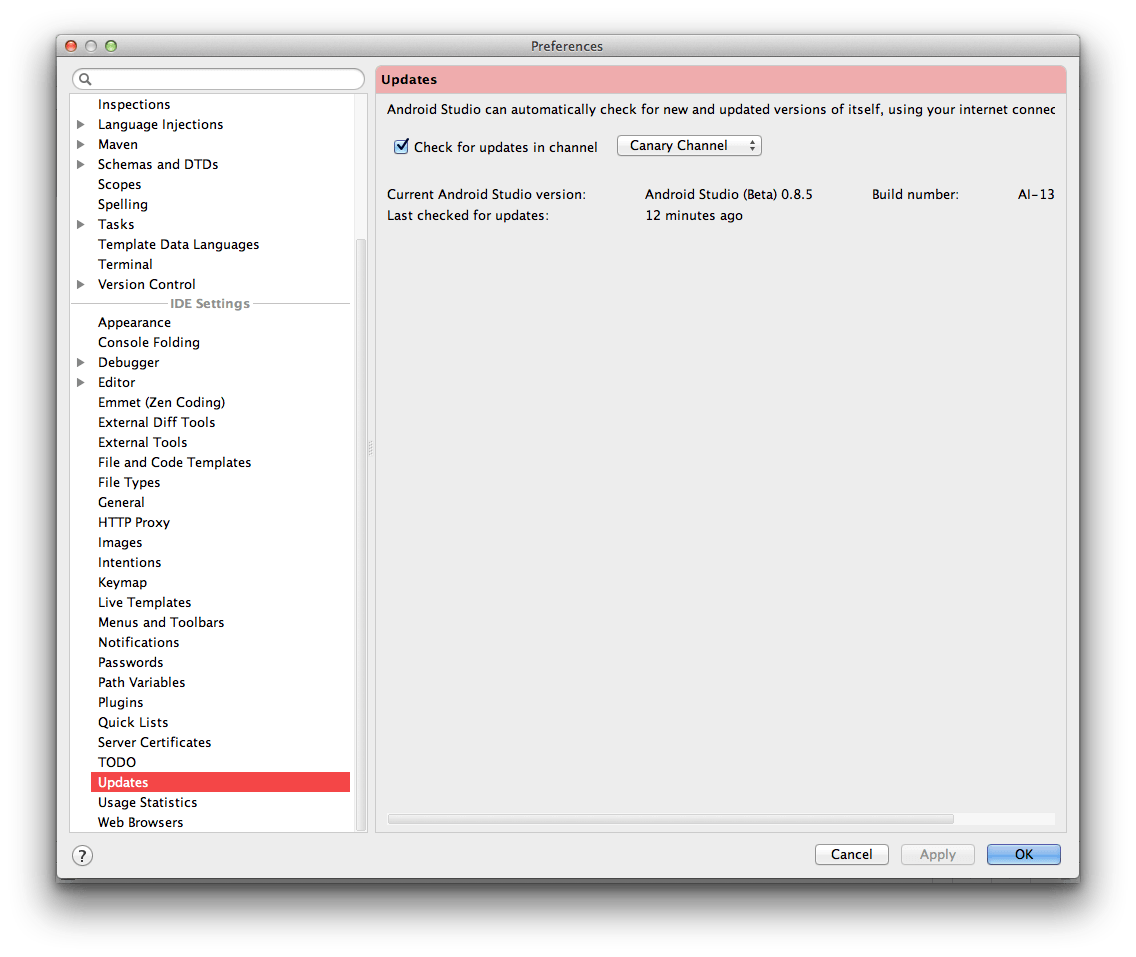 Preferences
Inspections
Language Injections
Maven
Schemas and DTDs
Scopes
Spelling
Tasks
Template Data Languages
Terminal
Version Control
IDE Settings
Appearance
Console Folding
Debugger
Editor
Emmet (Zen Coding)
External Diff Tools
External Tools
File and Code Templates
File Types
General
HTTP Proxy
Images
Intentions
Keymap
Live Templates
Menus and Toolbars
Notifications
Passwords
Path Variables
Plugins
Quick Lists
Server Certificates
TODO
Updates
Usage Statistics
Web Browsers
Updates
Android Studio can automatically check for new and updated versions of itself, using your internet connec
Check for updates in channel Canary Channel
Current Android Studio version: Android Studio (Beta) 0.8.5 Build number: AI-13
Last checked for updates: 12 minutes ago
? Cancel Apply OK